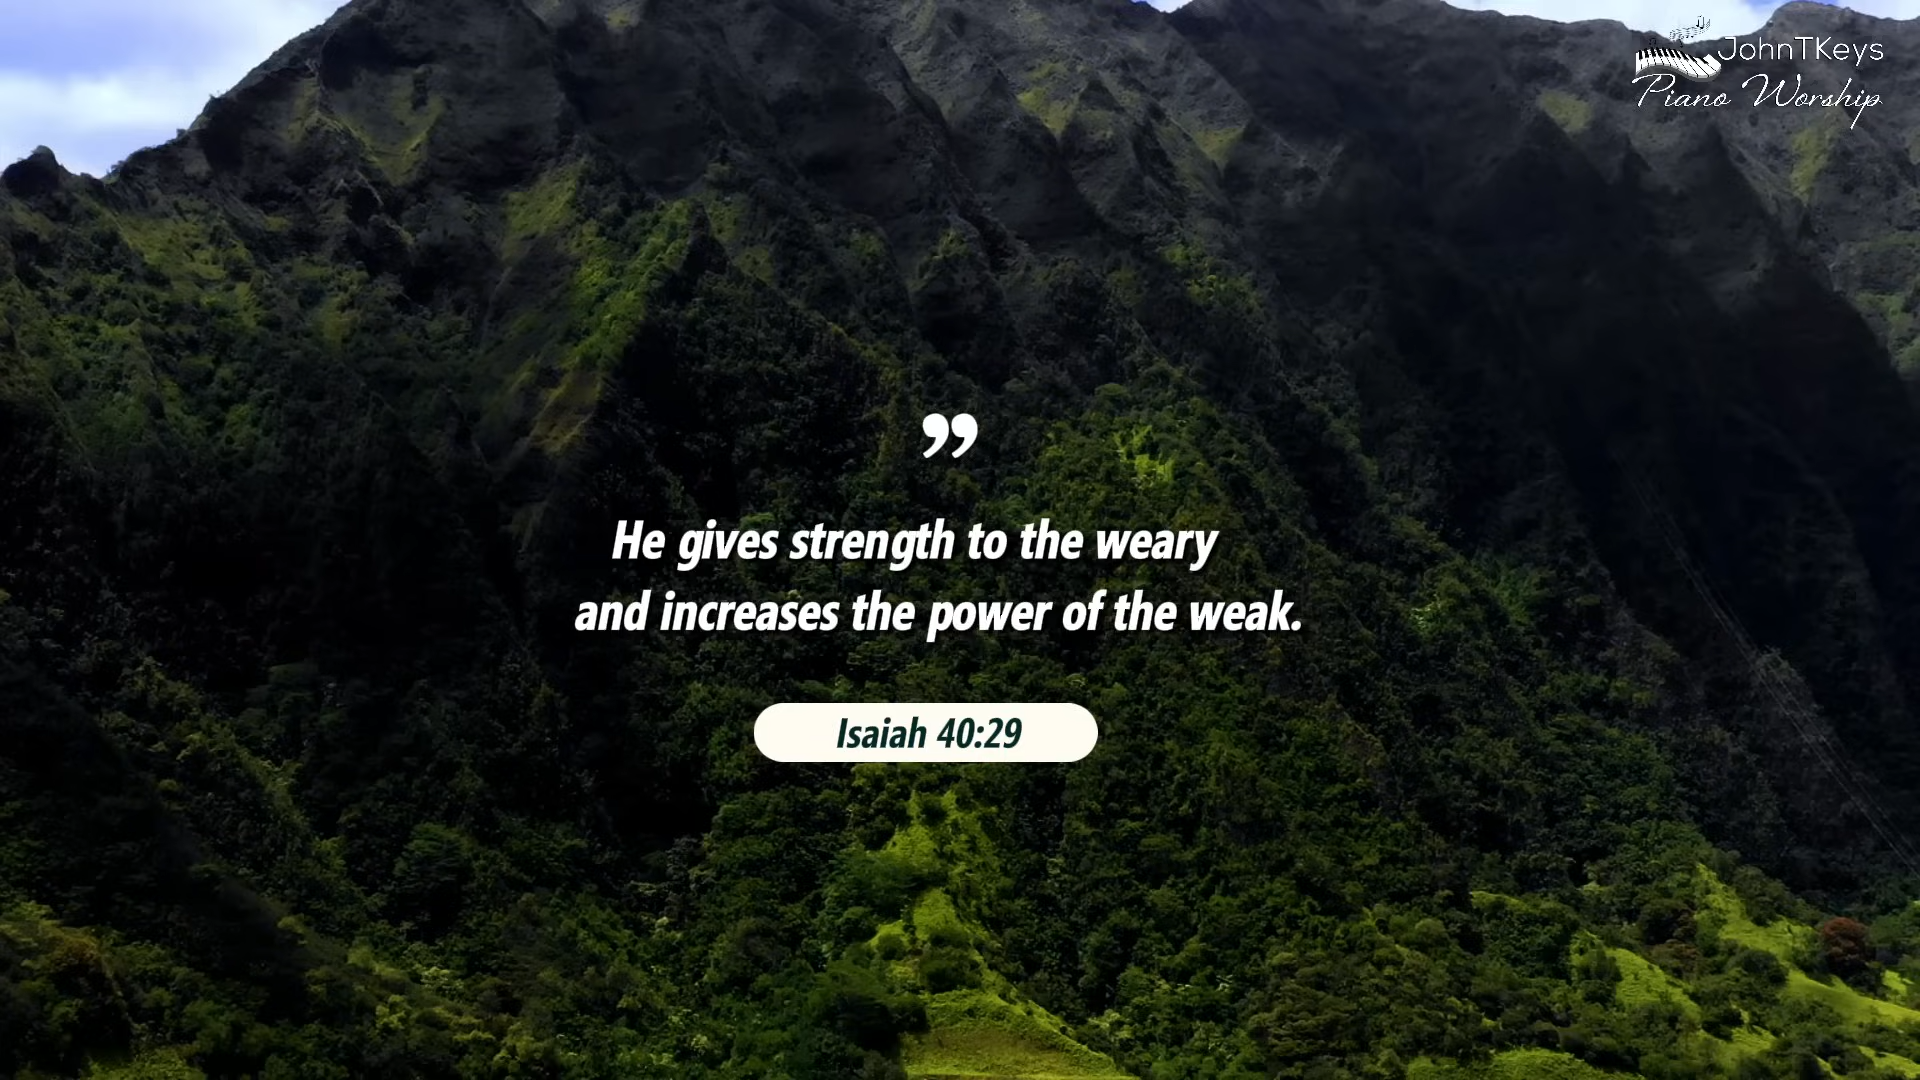 JohnTKeys
Piano Worship
”
He gives strength to the weary
and increases the power of the weak.
Isaiah 40:29